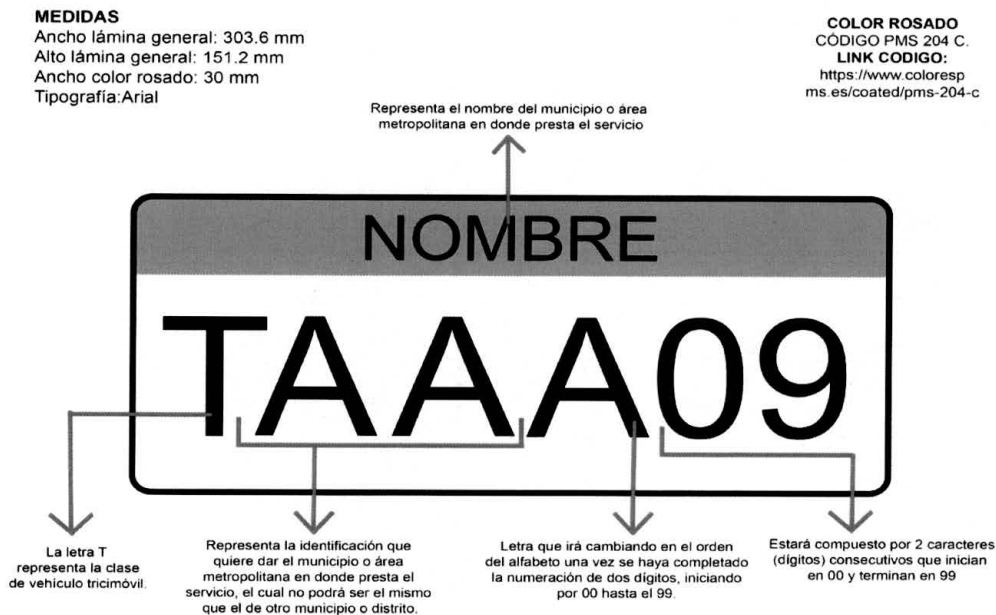 MEDIDAS
Ancho lámina general: 303.6 mm
Alto lámina general: 151.2 mm
Ancho color rosado: 30 mm
Tipografía:Arial
COLOR ROSADO
CÓDIGO PMS 204 C.
LINK CODIGO:
https://www.coloresp
ms.es/coated/pms-204-c
Representa el nombre del municipio o área
metropolitana en donde presta el servicio
NOMBRE
TAAA09
La letra T
representa la clase
de vehículo tricimóvil.
Representa la identificación que
quiere dar el municipio o área
metropolitana en donde presta el
servicio, el cual no podrá ser el mismo
que el de otro municipio o distrito.
Letra que irá cambiando en el orden
del alfabeto una vez se haya completado
la numeración de dos dígitos, iniciando
por 00 hasta el 99.
Estará compuesto por 2 caracteres
(dígitos) consecutivos que inician
en 00 y terminan en 99